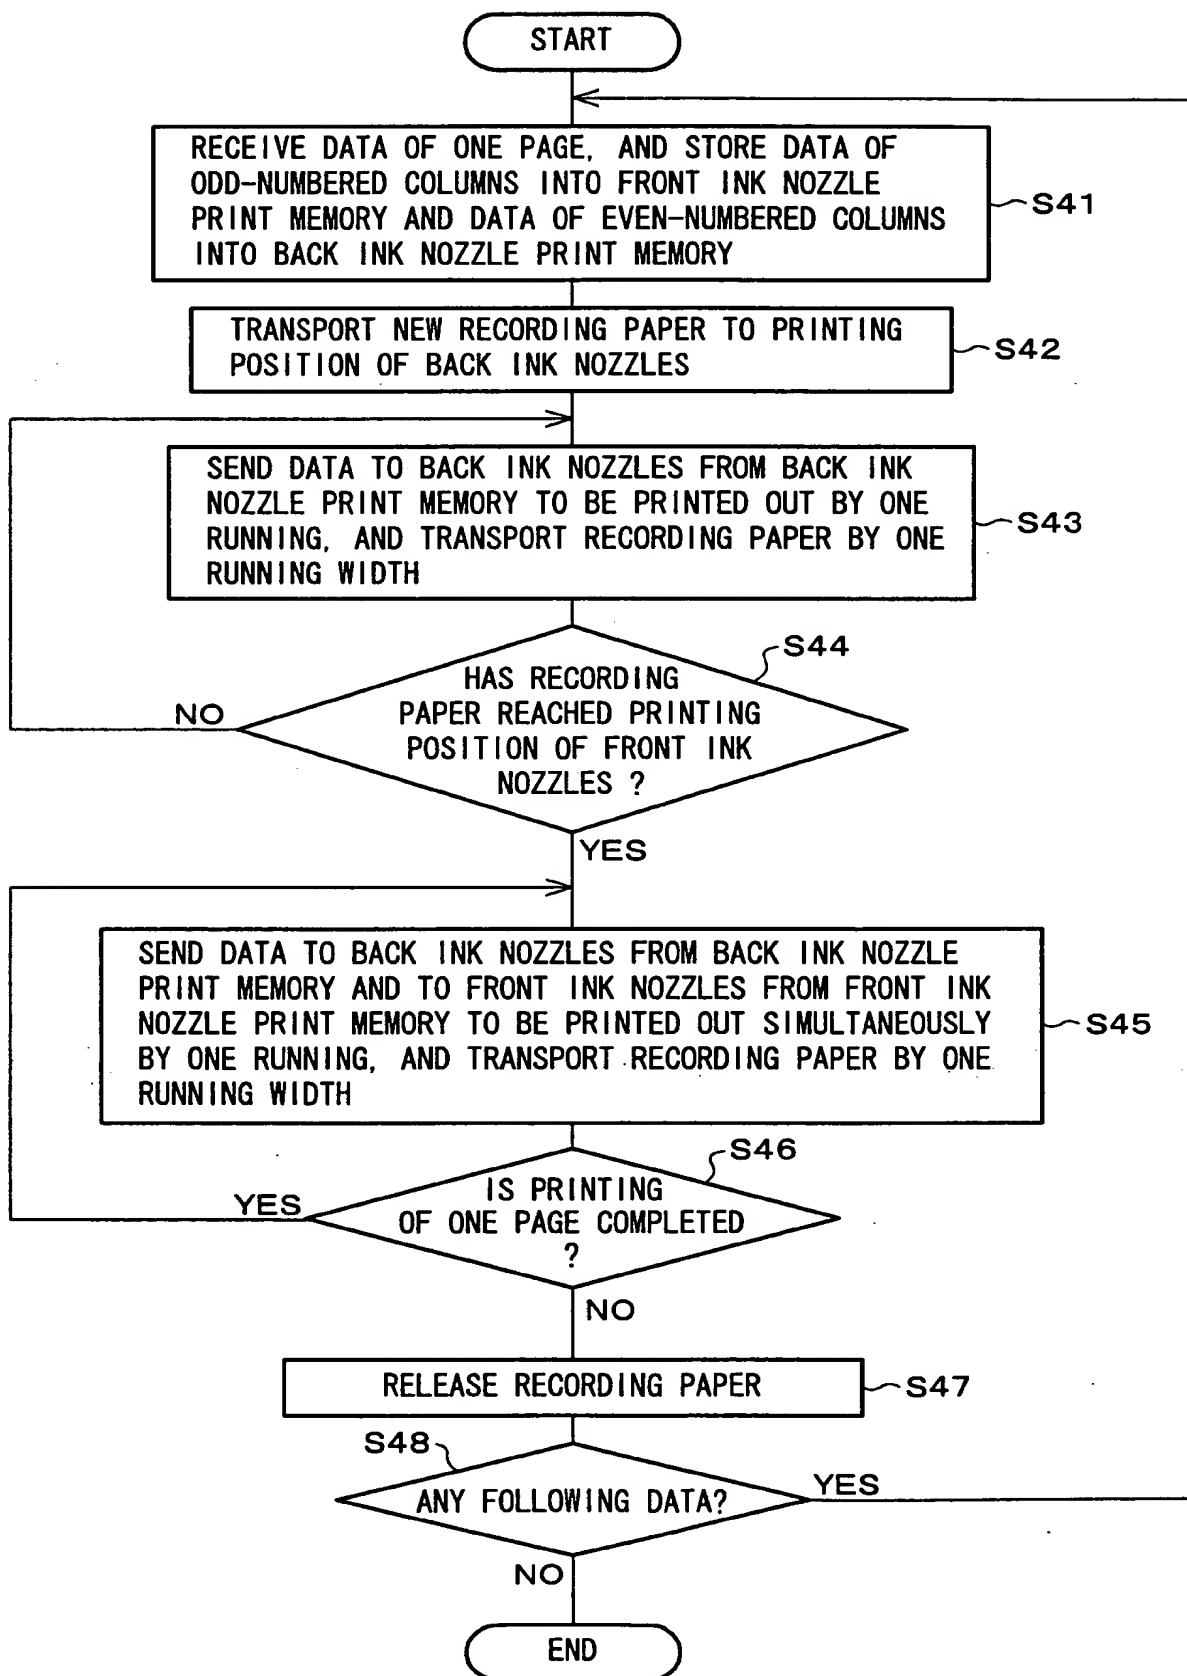 START
RECEIVE DATA OF ONE PAGE, AND STORE DATA OF
ODD-NUMBERED COLUMNS INTO FRONT INK NOZZLE
PRINT MEMORY AND DATA OF EVEN-NUMBERED COLUMNS
INTO BACK INK NOZZLE PRINT MEMORY
S41
TRANSPORT NEW RECORDING PAPER TO PRINTING
POSITION OF BACK INK NOZZLES
S42
SEND DATA TO BACK INK NOZZLES FROM BACK INK
NOZZLE PRINT MEMORY TO BE PRINTED OUT BY ONE
RUNNING, AND TRANSPORT RECORDING PAPER BY ONE
RUNNING WIDTH
S43
S44
HAS RECORDING
PAPER REACHED PRINTING
POSITION OF FRONT INK
NOZZLES ?
NO
YES
SEND DATA TO BACK INK NOZZLES FROM BACK INK NOZZLE
PRINT MEMORY AND TO FRONT INK NOZZLES FROM FRONT INK
NOZZLE PRINT MEMORY TO BE PRINTED OUT SIMULTANEOUSLY
BY ONE RUNNING, AND TRANSPORT RECORDING PAPER BY ONE
RUNNING WIDTH
S45
S46
IS PRINTING
OF ONE PAGE COMPLETED
?
YES
NO
RELEASE RECORDING PAPER
S47
S48
ANY FOLLOWING DATA?
YES
NO
END